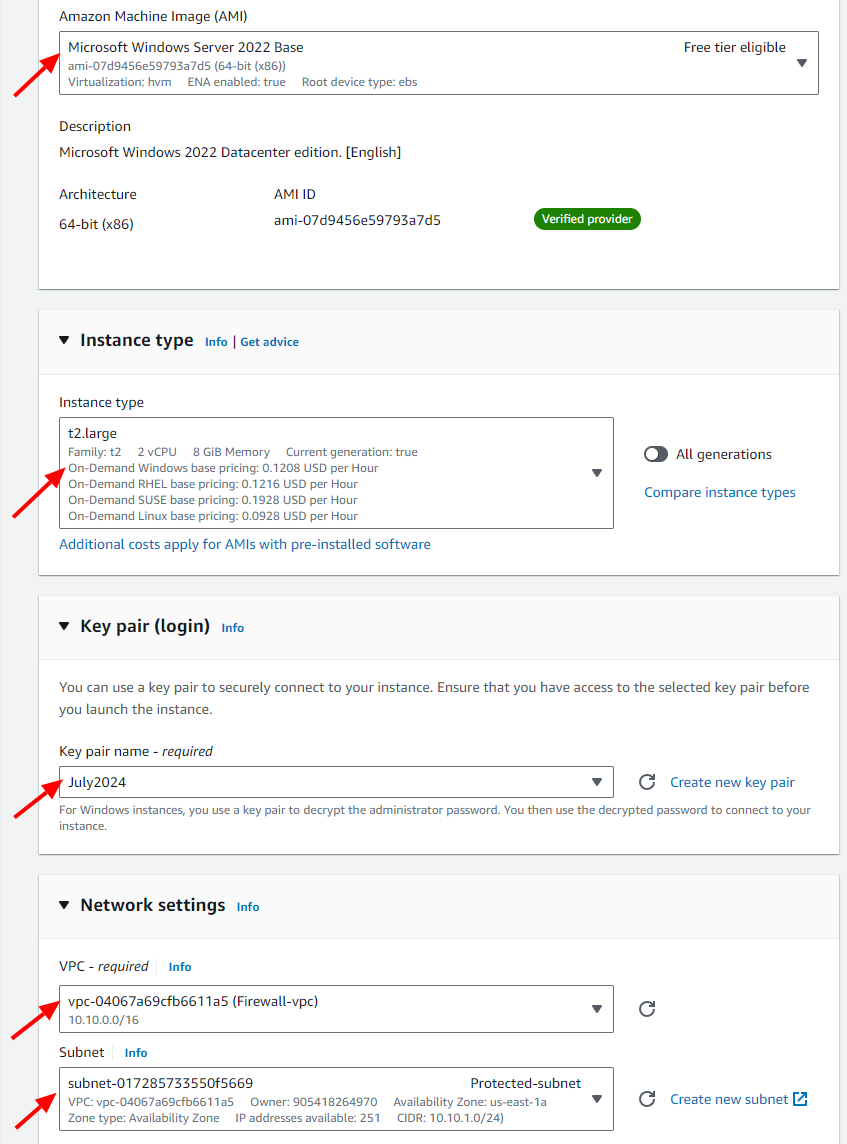 Amazon Machine Image (AMI)
Microsoft Windows Server 2022 Base Free tier eligible
ami-07d9456e59793a7d5 (64-bit (x86))
Virtualization: hvm ENA enabled: true Root device type: ebs
Description
Microsoft Windows 2022 Datacenter edition. [English]
Architecture AMI ID
64-bit (x86) ami-07d9456e59793a7d5 Verified provider
Instance type Info | Get advice
Instance type
t2.large
Family: t2 2 vCPU 8 GiB Memory Current generation: true
On-Demand Windows base pricing: 0.1208 USD per Hour
On-Demand RHEL base pricing: 0.1216 USD per Hour
On-Demand SUSE base pricing: 0.1928 USD per Hour
On-Demand Linux base pricing: 0.0928 USD per Hour
All generations
Compare instance types
Additional costs apply for AMIs with pre-installed software
Key pair (login) Info
You can use a key pair to securely connect to your instance. Ensure that you have access to the selected key pair before
you launch the instance.
Key pair name - required
July2024 Create new key pair
For Windows instances, you use a key pair to decrypt the administrator password. You then use the decrypted password to connect to your
instance.
Network settings Info
VPC - required Info
vpc-04067a69cfb6611a5 (Firewall-vpc)
10.10.0.0/16
Subnet Info
subnet-017285733550f5669 Protected-subnet
VPC: vpc-04067a69cfb6611a5 Owner: 905418264970 Availability Zone: us-east-1a
Zone type: Availability Zone IP addresses available: 251 CIDR: 10.10.1.0/24)
Create new subnet